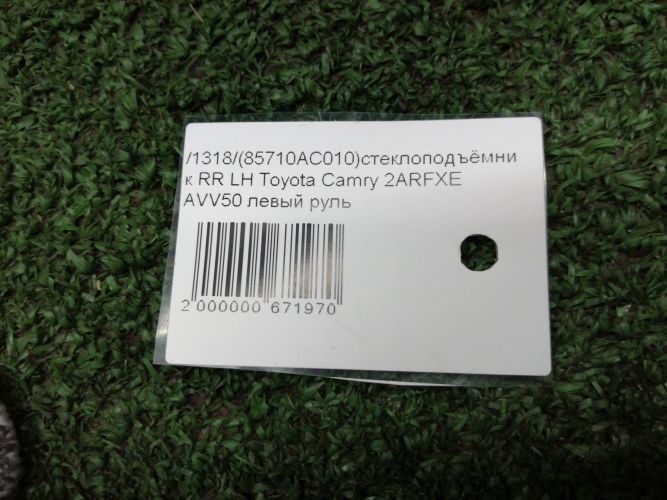 /1318/(85710AC010)стеклоподъёмни
к RR LH Toyota Camry 2ARFXE
AVV50 левый руль
2 000000 671970